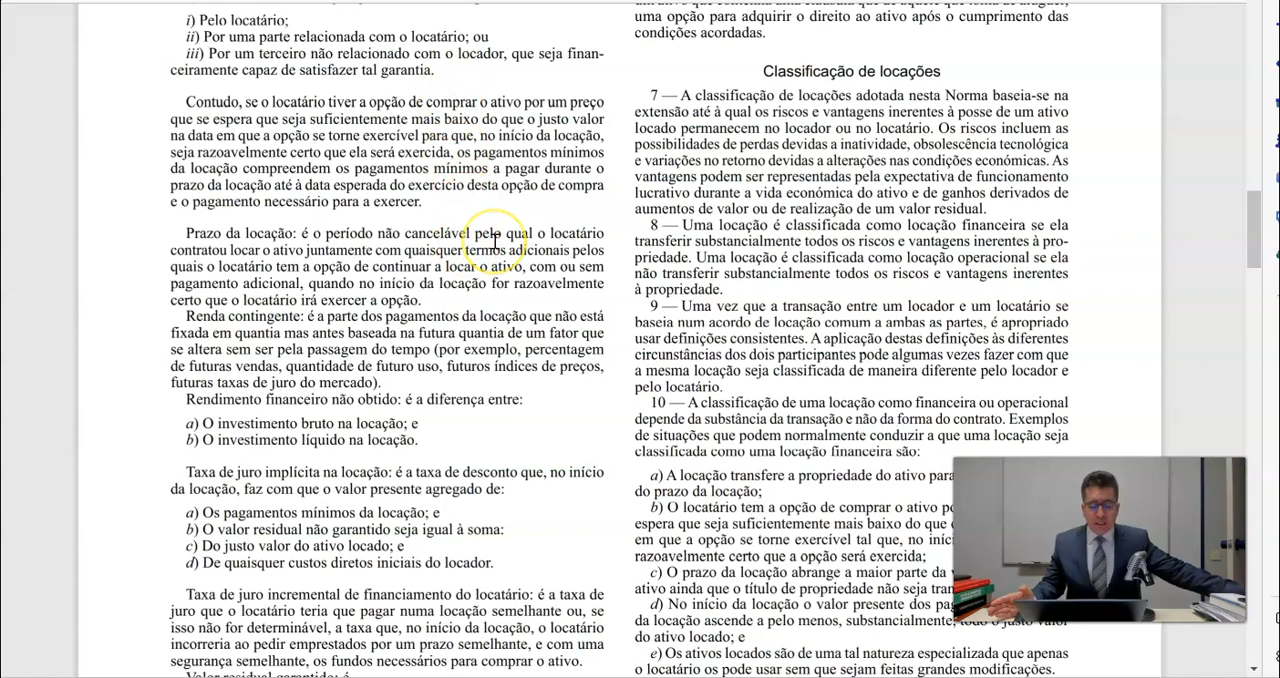 i) Pelo locatário;
ii) Por uma parte relacionada com o locatário; ou
iii) Por um terceiro não relacionado com o locador, que seja finan-
ceiramente capaz de satisfazer tal garantia.
Contudo, se o locatário tiver a opção de comprar o ativo por um preço
que se espera que seja suficientemente mais baixo do que o justo valor
na data em que a opção se torne exercível para que, no início da locação,
seja razoavelmente certo que ela será exercida, os pagamentos mínimos
da locação compreendem os pagamentos mínimos a pagar durante o
prazo da locação até à data esperada do exercício desta opção de compra
e o pagamento necessário para a exercer.
Prazo da locação: é o período não cancelável pelo qual o locatário
contratou locar o ativo juntamente com quaisquer termos adicionais pelos
quais o locatário tem a opção de continuar a locar o ativo, com ou sem
pagamento adicional, quando no início da locação for razoavelmente
certo que o locatário irá exercer a opção.
Renda contingente: é a parte dos pagamentos da locação que não está
fixada em quantia mas antes baseada na futura quantia de um fator que
se altera sem ser pela passagem do tempo (por exemplo, percentagem
de futuras vendas, quantidade de futuro uso, futuros índices de preços,
futuras taxas de juro do mercado).
Rendimento financeiro não obtido: é a diferença entre:
a) O investimento bruto na locação; e
b) O investimento líquido na locação.
Taxa de juro implícita na locação: é a taxa de desconto que, no início
da locação, faz com que o valor presente agregado de:
a) Os pagamentos mínimos da locação; e
b) O valor residual não garantido seja igual à soma:
c) Do justo valor do ativo locado; e
d) De quaisquer custos diretos iniciais do locador.
Taxa de juro incremental de financiamento do locatário: é a taxa de
juro que o locatário teria que pagar numa locação semelhante ou, se
isso não for determinável, a taxa que, no início da locação, o locatário
incorreria ao pedir emprestados por um prazo semelhante, e com uma
segurança semelhante, os fundos necessários para comprar o ativo.
Valor residual garantido: é
uma opção para adquirir o direito ao ativo após o cumprimento das
condições acordadas.
Classificação de locações
7 — A classificação de locações adotada nesta Norma baseia-se na
extensão até à qual os riscos e vantagens inerentes à posse de um ativo
locado permanecem no locador ou no locatário. Os riscos incluem as
possibilidades de perdas devidas a inatividade, obsolescência tecnológica
e variações no retorno devidas a alterações nas condições económicas. As
vantagens podem ser representadas pela expectativa de funcionamento
lucrativo durante a vida económica do ativo e de ganhos derivados de
aumentos de valor ou de realização de um valor residual.
8 — Uma locação é classificada como locação financeira se ela
transferir substancialmente todos os riscos e vantagens inerentes à pro-
priedade. Uma locação é classificada como locação operacional se ela
não transferir substancialmente todos os riscos e vantagens inerentes
à propriedade.
9 — Uma vez que a transação entre um locador e um locatário se
baseia num acordo de locação comum a ambas as partes, é apropriado
usar definições consistentes. A aplicação destas definições às diferentes
circunstâncias dos dois participantes pode algumas vezes fazer com que
a mesma locação seja classificada de maneira diferente pelo locador e
pelo locatário.
10 — A classificação de uma locação como financeira ou operacional
depende da substância da transação e não da forma do contrato. Exemplos
de situações que podem normalmente conduzir a que uma locação seja
classificada como uma locação financeira são:
a) A locação transfere a propriedade do ativo para
do prazo da locação;
b) O locatário tem a opção de comprar o ativo
espera que seja suficientemente mais baixo do que
em que a opção se torne exercível tal que, no
razoavelmente certo que a opção será exercida;
c) O prazo da locação abrange a maior parte da
ativo ainda que o título de propriedade não seja
d) No início da locação o valor presente dos
da locação ascende a pelo menos, substancialmente, todo o justo valor
do ativo locado; e
e) Os ativos locados são de uma tal natureza especializada que apenas
o locatário os pode usar sem que sejam feitas grandes modificações.